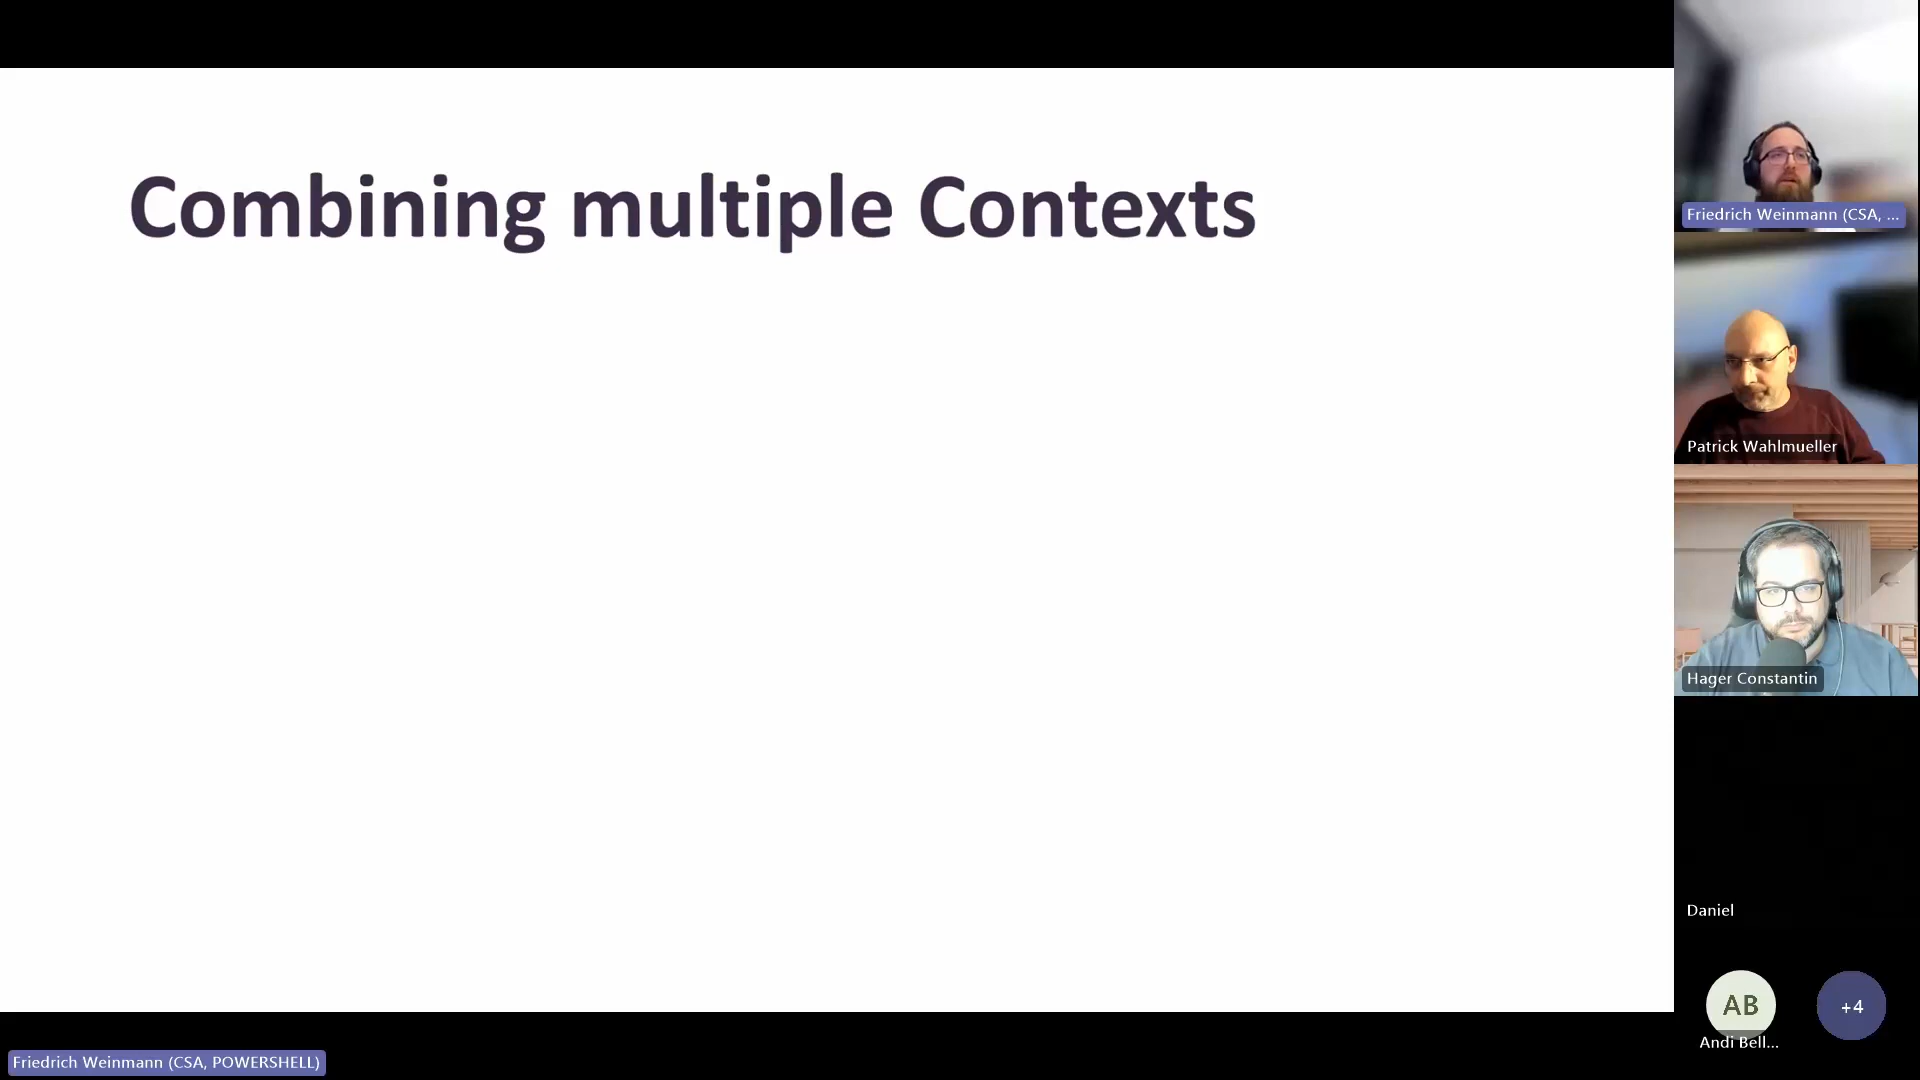 Combining multiple Contexts
Friedrich Weinmann (CSA, ...
Patrick Wahlmueller
Hager Constantin
Daniel
AB
+4
Andi Bell...
Friedrich Weinmann (CSA, POWERSHELL)